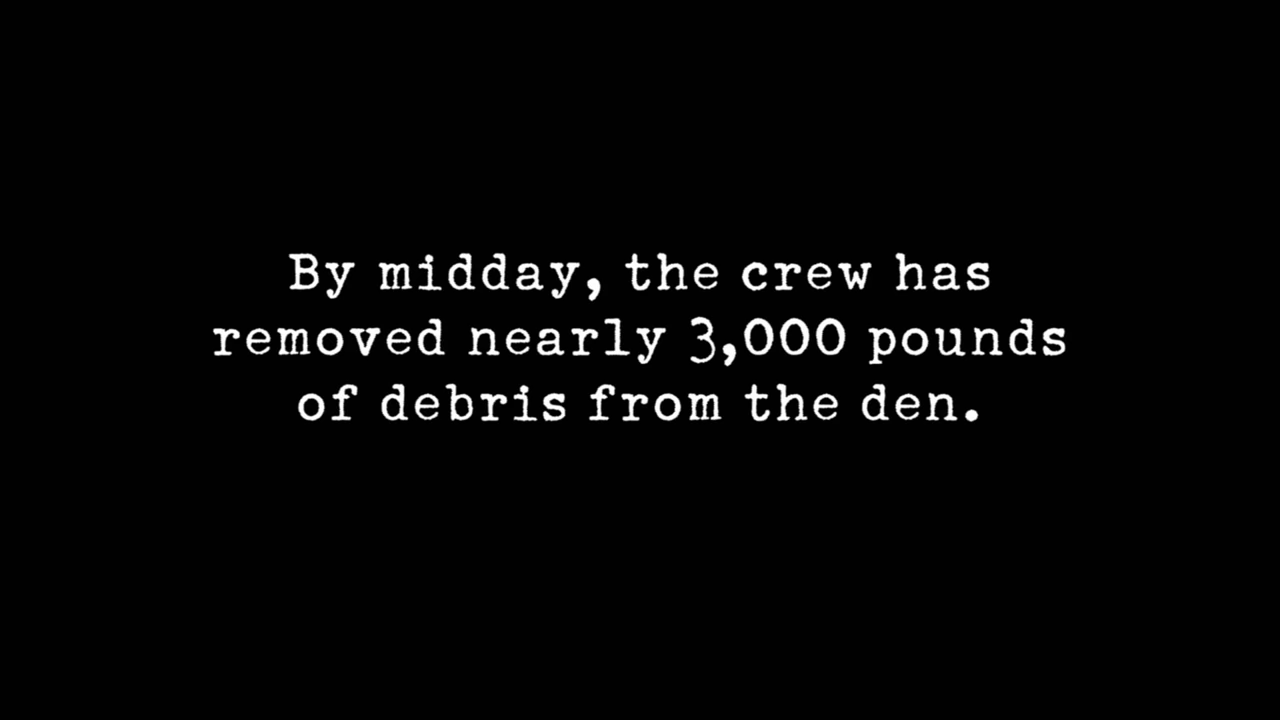 By midday, the crew has
removed nearly 3,000 pounds
of debris from the den.